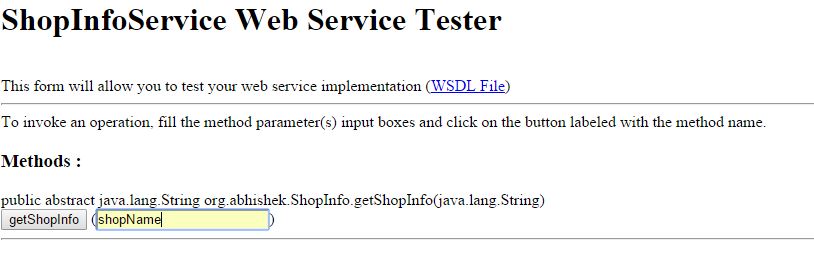 ShopInfoService Web Service Tester
This form will allow you to test your web service implementation (WSDL File)
To invoke an operation, fill the method parameter(s) input boxes and click on the button labeled with the method name.
Methods :
public abstract java.lang.String org.abhishek.ShopInfo.getShopInfo(java.lang.String)
getShopInfo (shopName)